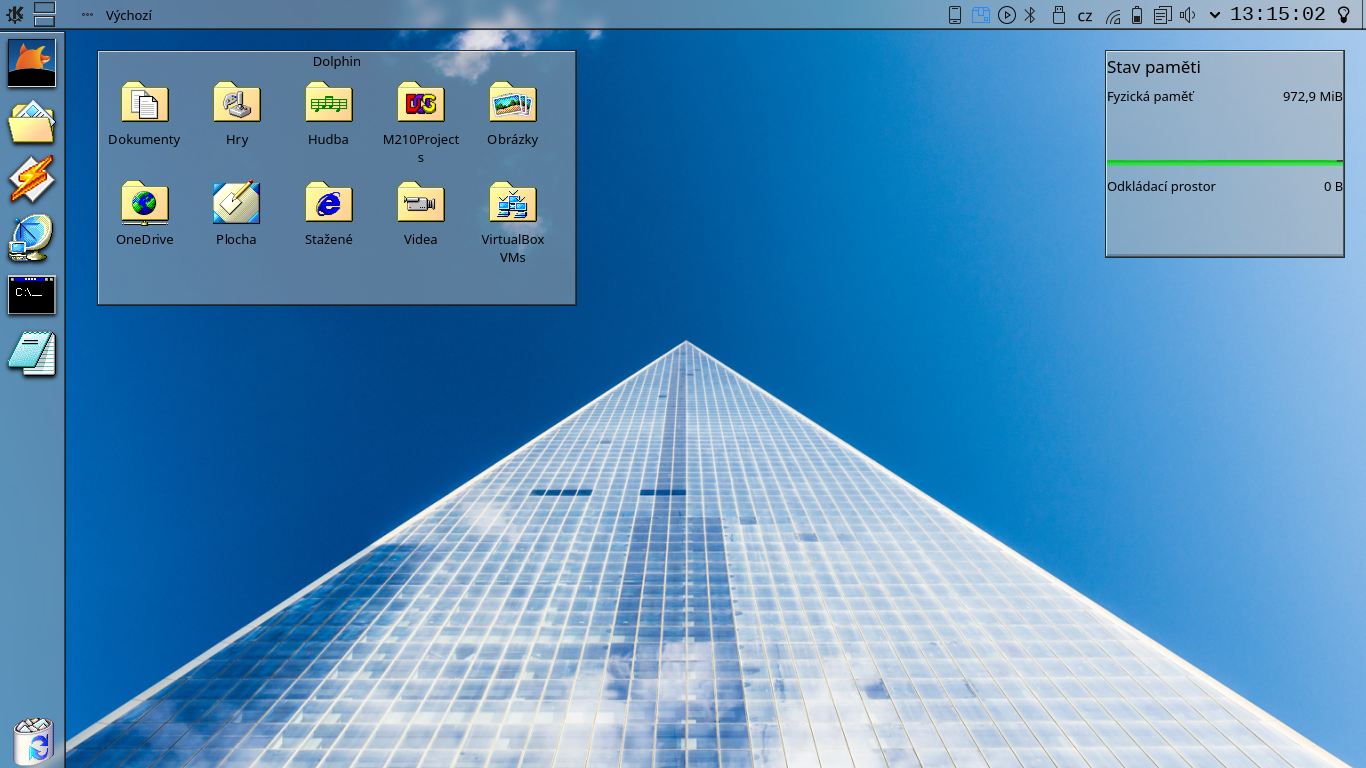 Výchozí
cz
13:15:02
Dolphin
Dokumenty
Hry
Hudba
M210Project
s
Obrázky
OneDrive
Plocha
Stažené
Videa
VirtualBox
VMs
Stav paměti
Fyzická paměť 972,9 MiB
Odkládací prostor 0 B
C:\_